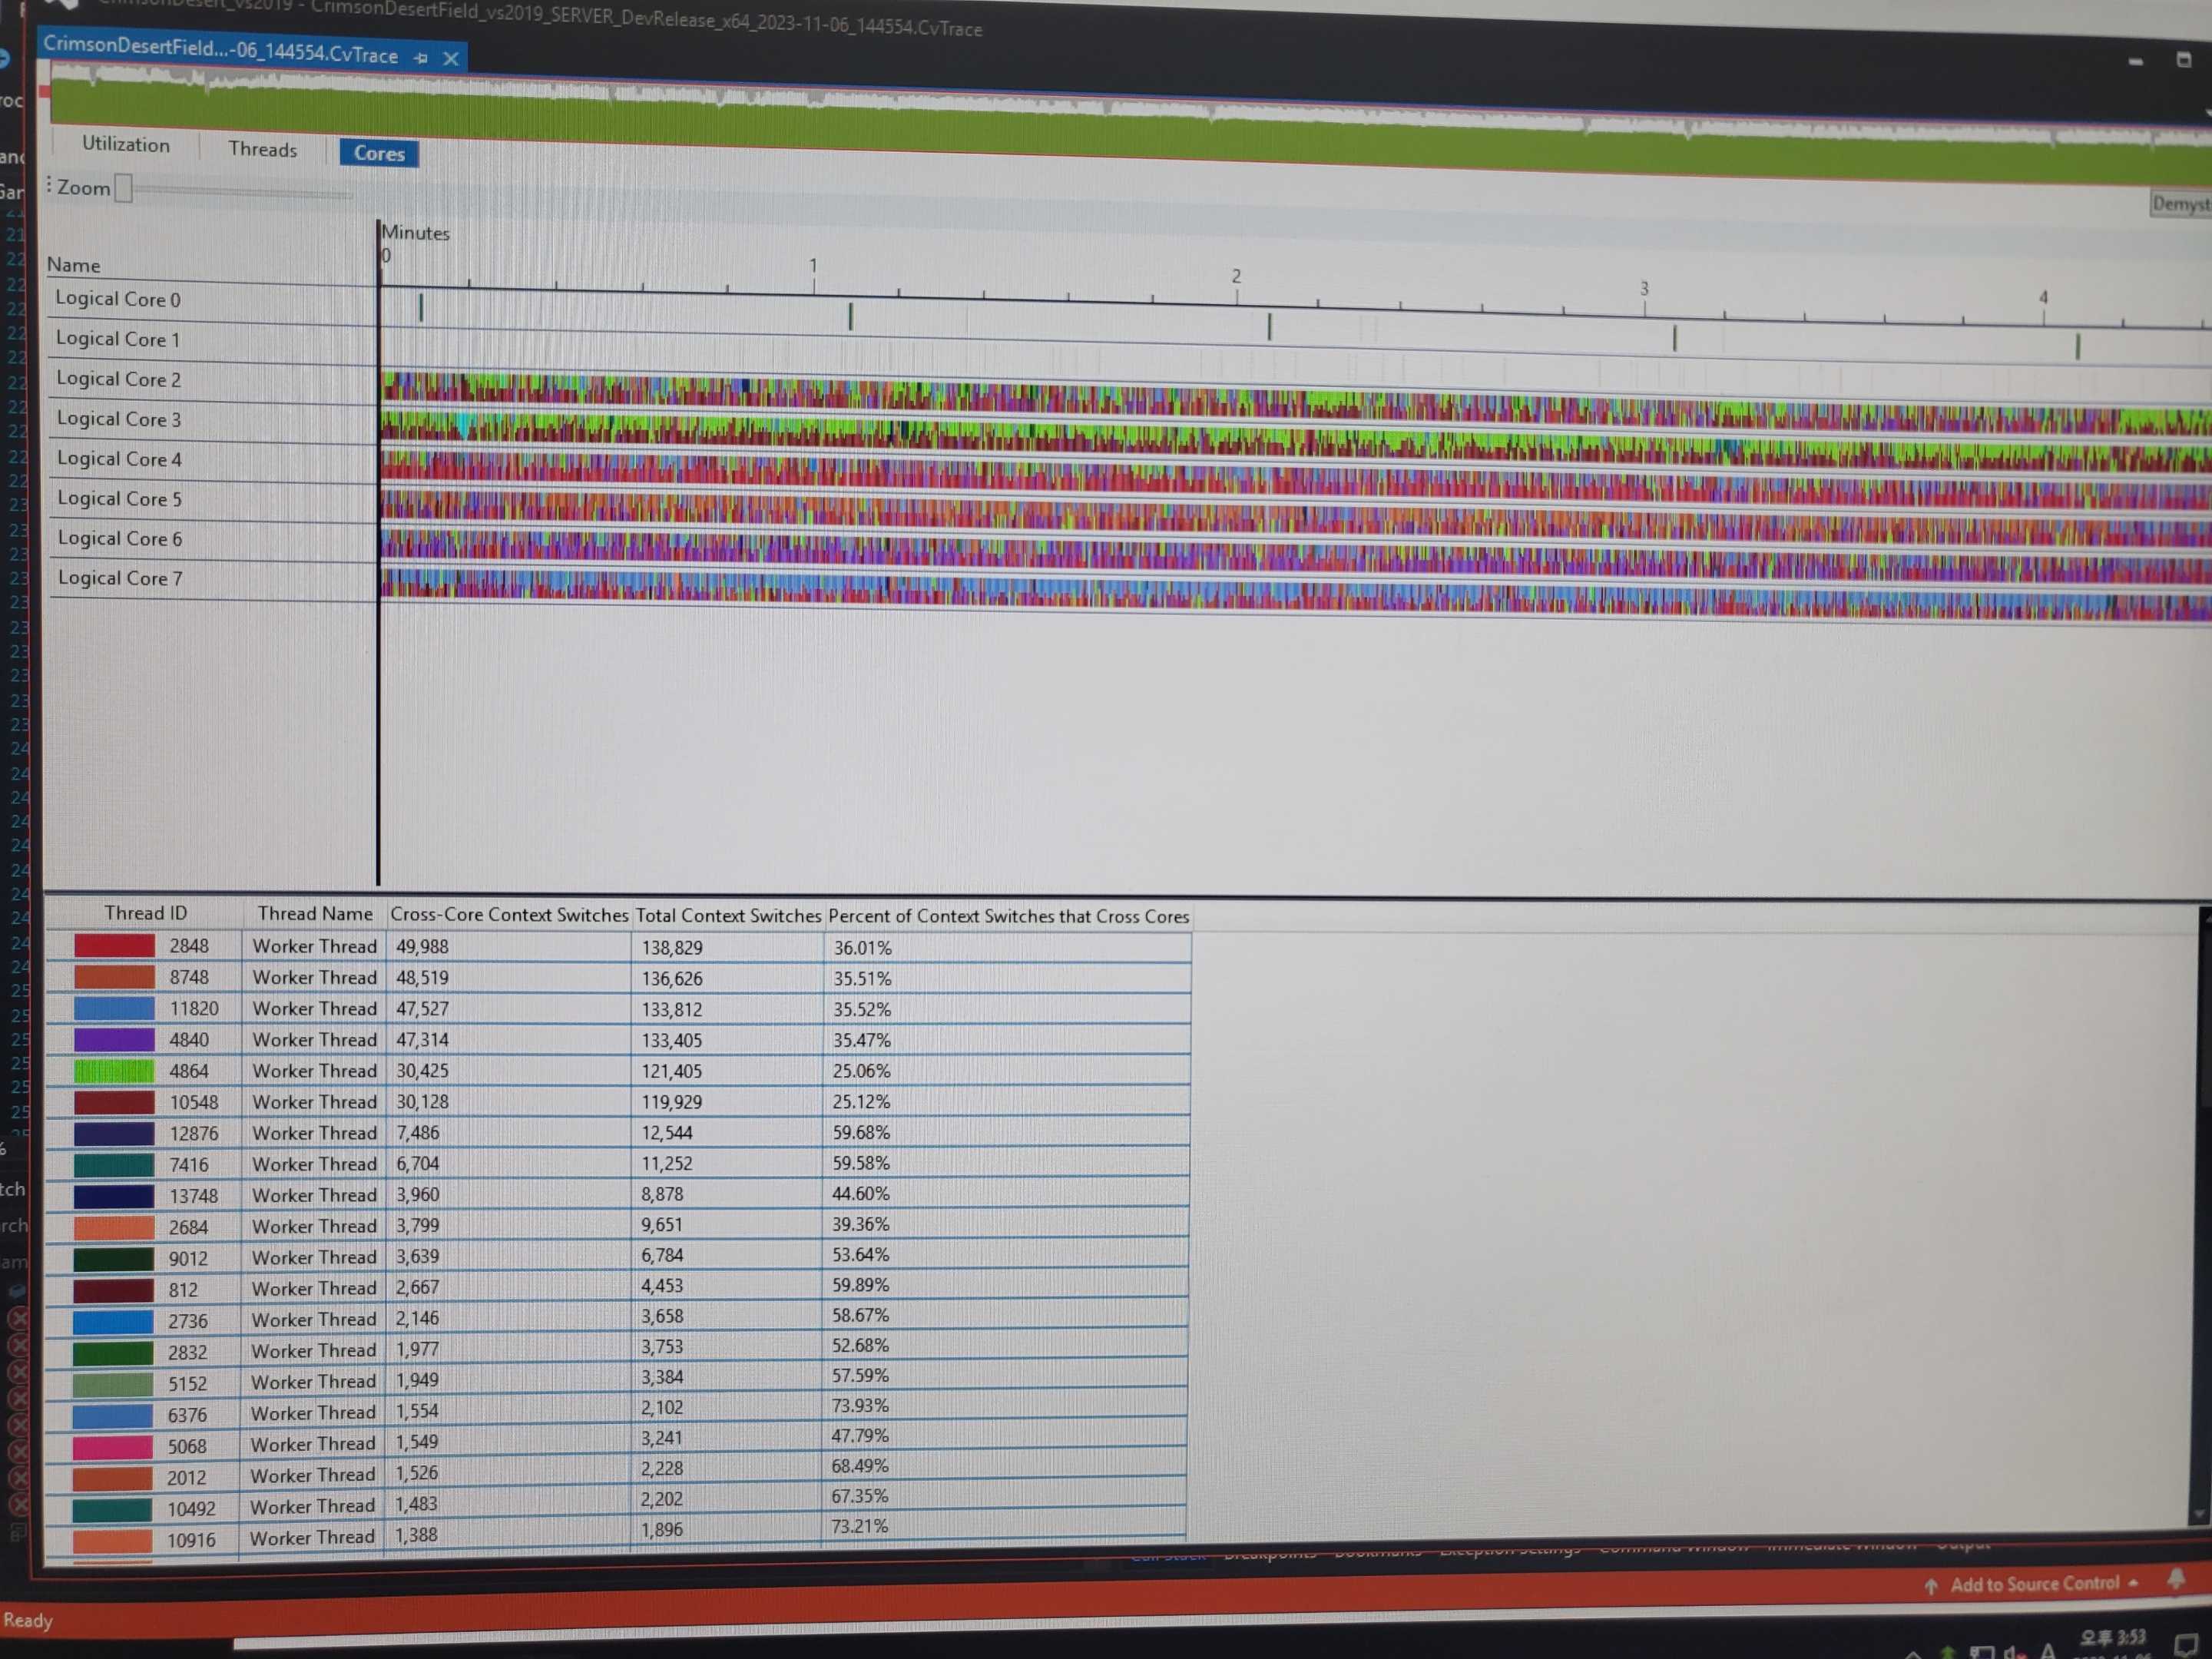 CrimsonDesertField_vs2019_SERVER_DevRelease_x64_2023-11-06_144554.CvTrace
CrimsonDesertField...-06_144554.CvTrace
Utilization Threads Cores
Zoom
Demyst
Minutes
0 1 2 3 4
Name
Logical Core 0
Logical Core 1
Logical Core 2
Logical Core 3
Logical Core 4
Logical Core 5
Logical Core 6
Logical Core 7
Thread ID Thread Name Cross-Core Context Switches Total Context Switches Percent of Context Switches that Cross Cores
2848 Worker Thread 49,988 138,829 36.01%
8748 Worker Thread 48,519 136,626 35.51%
11820 Worker Thread 47,527 133,812 35.52%
4840 Worker Thread 47,314 133,405 35.47%
4864 Worker Thread 30,425 121,405 25.06%
10548 Worker Thread 30,128 119,929 25.12%
12876 Worker Thread 7,486 12,544 59.68%
7416 Worker Thread 6,704 11,252 59.58%
13748 Worker Thread 3,960 8,878 44.60%
2684 Worker Thread 3,799 9,651 39.36%
9012 Worker Thread 3,639 6,784 53.64%
812 Worker Thread 2,667 4,453 59.89%
2736 Worker Thread 2,146 3,658 58.67%
2832 Worker Thread 1,977 3,753 52.68%
5152 Worker Thread 1,949 3,384 57.59%
6376 Worker Thread 1,554 2,102 73.93%
5068 Worker Thread 1,549 3,241 47.79%
2012 Worker Thread 1,526 2,228 68.49%
10492 Worker Thread 1,483 2,202 67.35%
10916 Worker Thread 1,388 1,896 73.21%
Add to Source Control
Ready
A 오후 3:53